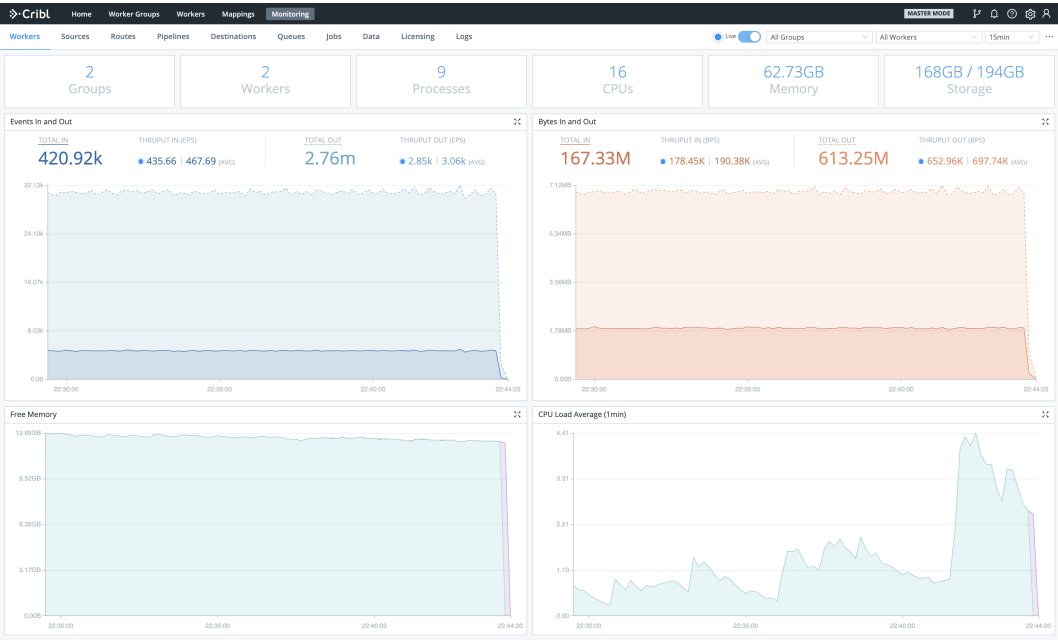 Cribl Home Worker Groups Workers Mappings Monitoring MASTER MODE
Workers Sources Routes Pipelines Destinations Queues Jobs Data Licensing Logs Live All Groups All Workers 15min
2 2 9 16 62.73GB 168GB / 194GB
Groups Workers Processes CPUs Memory Storage
Events In and Out
TOTAL IN THRUPUT IN (EPS) TOTAL OUT THRUPUT OUT (EPS)
420.92k 435.66 | 467.69 (AVG) 2.76m 2.85k | 3.06k (AVG)
32.13k
24.10k
16.07k
8.03k
0.00
22:30:00 22:35:00 22:40:00 22:44:23
Bytes In and Out
TOTAL IN THRUPUT IN (BPS) TOTAL OUT THRUPUT OUT (BPS)
167.33M 178.45K | 190.38K (AVG) 613.25M 652.96K | 697.74K (AVG)
7.12MB
5.34MB
3.56MB
1.78MB
0.00B
22:30:00 22:35:00 22:40:00 22:44:23
Free Memory
12.69GB
9.52GB
6.35GB
3.17GB
0.00B
22:30:00 22:35:00 22:40:00 22:44:20
CPU Load Average (1min)
4.41
3.31
2.21
1.10
0.00
22:30:00 22:35:00 22:40:00 22:44:20